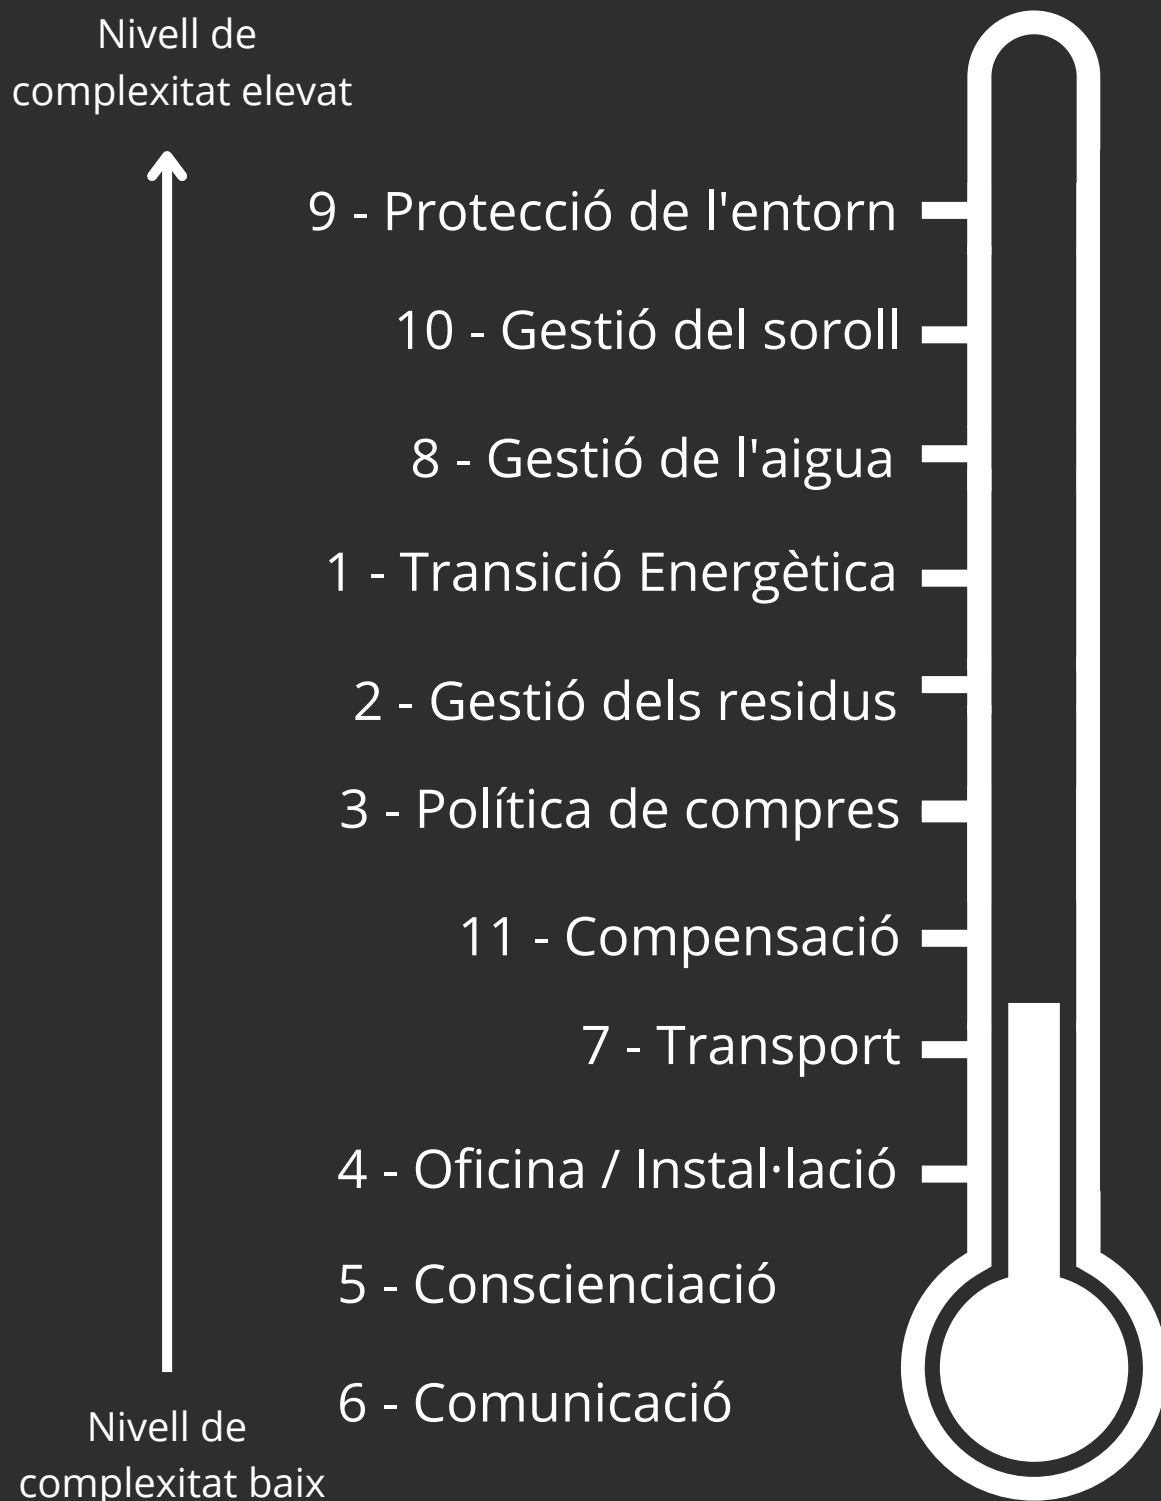 Nivell de
complexitat elevat
9 - Protecció de l'entorn
10 - Gestió del soroll
8 - Gestió de l'aigua
1 - Transició Energètica
2 - Gestió dels residus
3 - Política de compres
11 - Compensació
7 - Transport
4 - Oficina / Instal·lació
5 - Conscienciació
6 - Comunicació
Nivell de
complexitat baix